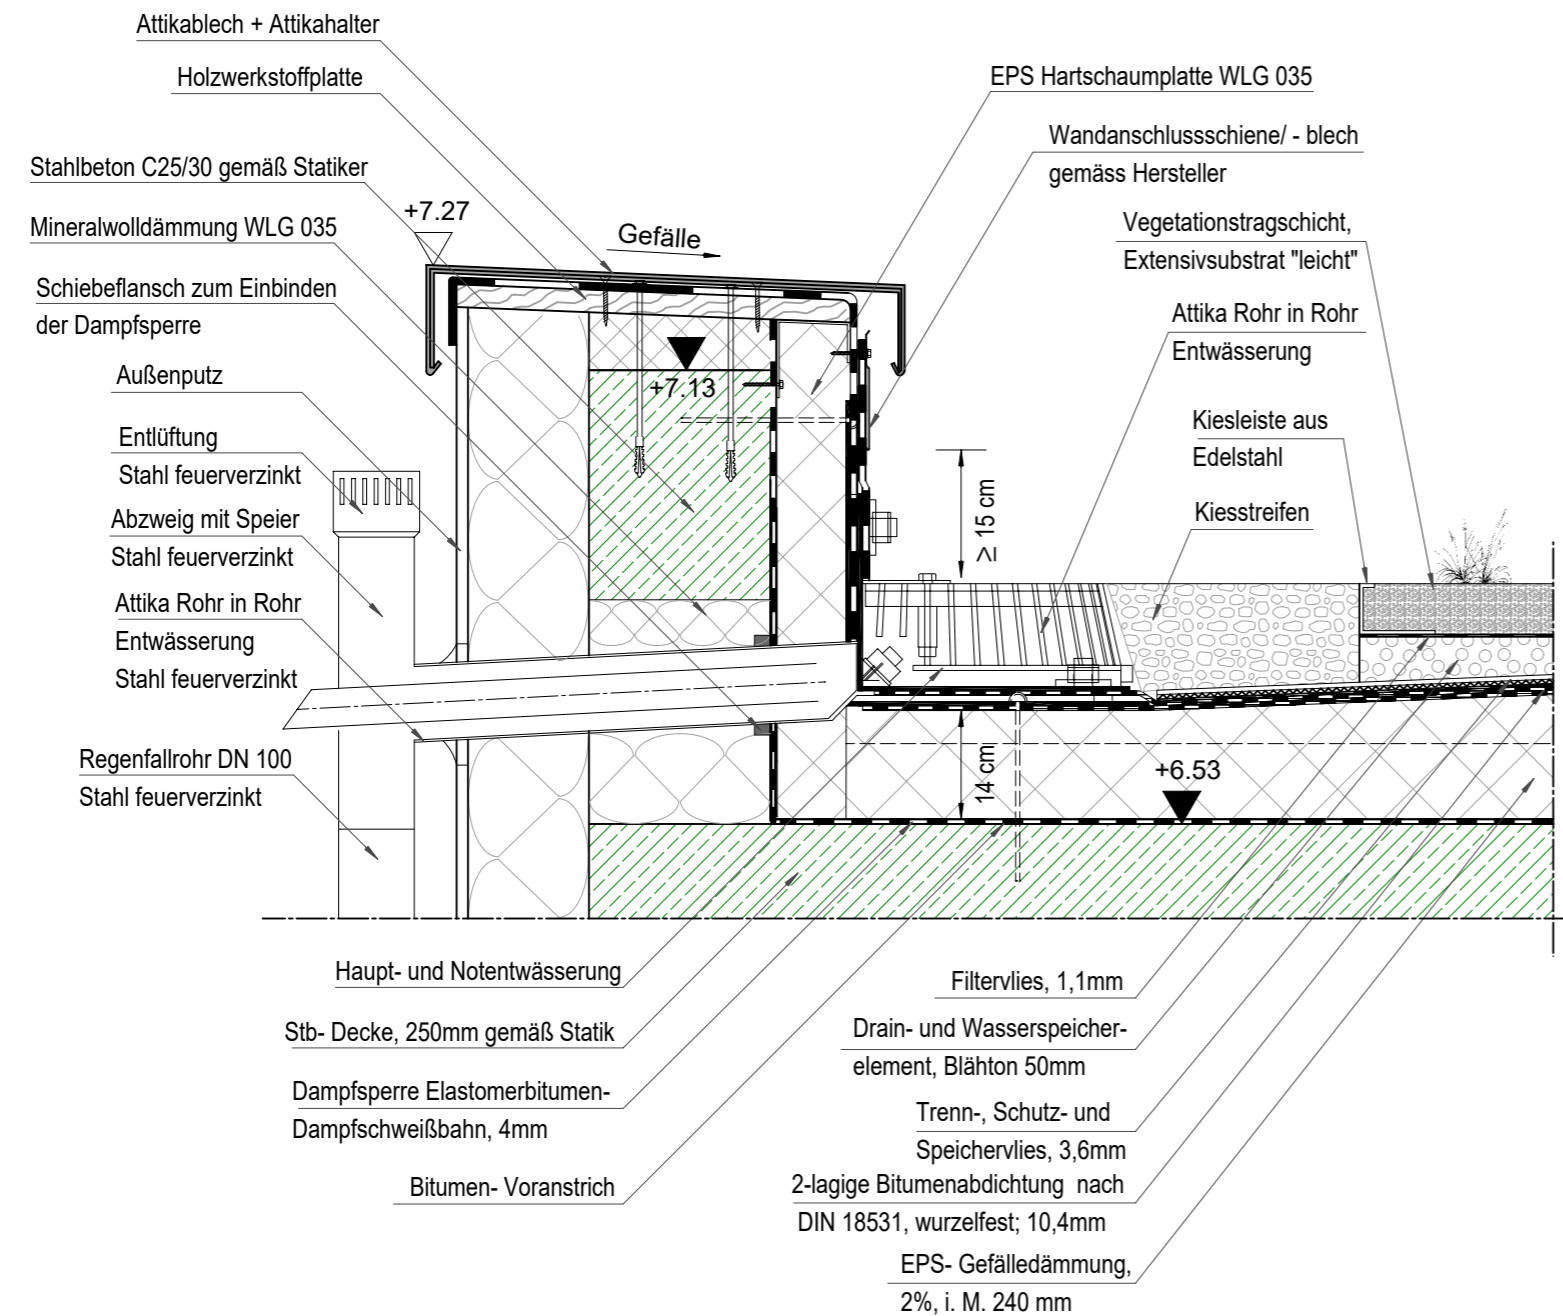 Attikablech + Attikahalter
Holzwerkstoffplatte
Stahlbeton C25/30 gemäß Statiker
Mineralwolldämmung WLG 035
Schiebeflansch zum Einbinden
der Dampfsperre
Außenputz
Entlüftung
Stahl feuerverzinkt
Abzweig mit Speier
Stahl feuerverzinkt
Attika Rohr in Rohr
Entwässerung
Stahl feuerverzinkt
Regenfallrohr DN 100
Stahl feuerverzinkt
+7.27
Gefälle
+7.13
EPS Hartschaumplatte WLG 035
Wandanschlussschiene/ - blech
gemäss Hersteller
Vegetationstragschicht,
Extensivsubstrat "leicht"
Attika Rohr in Rohr
Entwässerung
Kiesleiste aus
Edelstahl
Kiesstreifen
≥ 15 cm
14 cm
+6.53
Haupt- und Notentwässerung
Stb- Decke, 250mm gemäß Statik
Dampfsperre Elastomerbitumen-
Dampfschweißbahn, 4mm
Bitumen- Voranstrich
Filtervlies, 1,1mm
Drain- und Wasserspeicher-
element, Blähton 50mm
Trenn-, Schutz- und
Speichervlies, 3,6mm
2-lagige Bitumenabdichtung nach
DIN 18531, wurzelfest; 10,4mm
EPS- Gefälledämmung,
2%, i. M. 240 mm